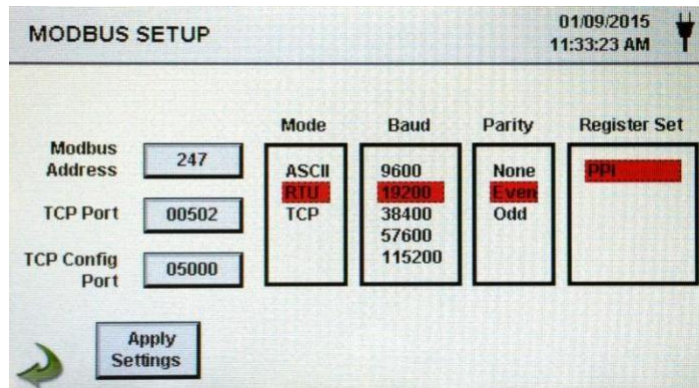 MODBUS SETUP
01/09/2015
11:33:23 AM
Mode
Baud
Parity
Register Set
Modbus
Address
247
TCP Port
00502
TCP Config
Port
05000
ASCII
RTU
TCP
9600
19200
38400
57600
115200
None
Even
Odd
PPI
Apply
Settings